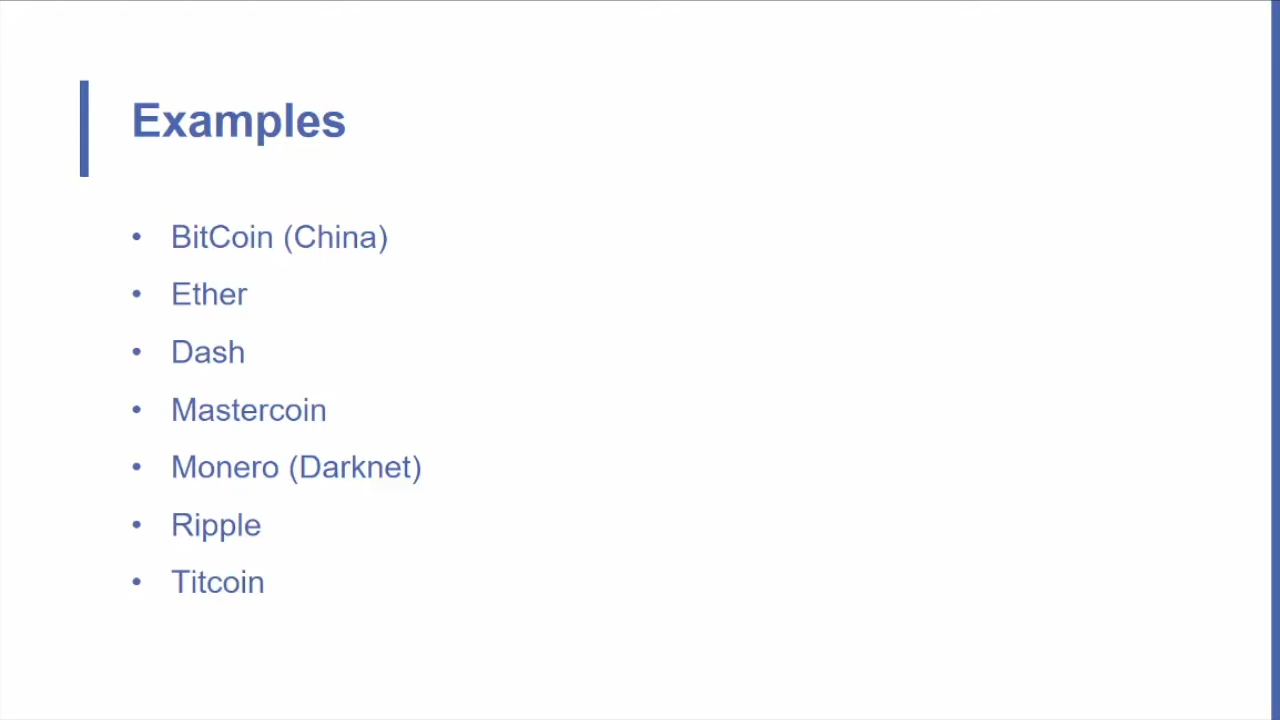 Examples
• BitCoin (China)
• Ether
• Dash
• Mastercoin
• Monero (Darknet)
• Ripple
• Titcoin